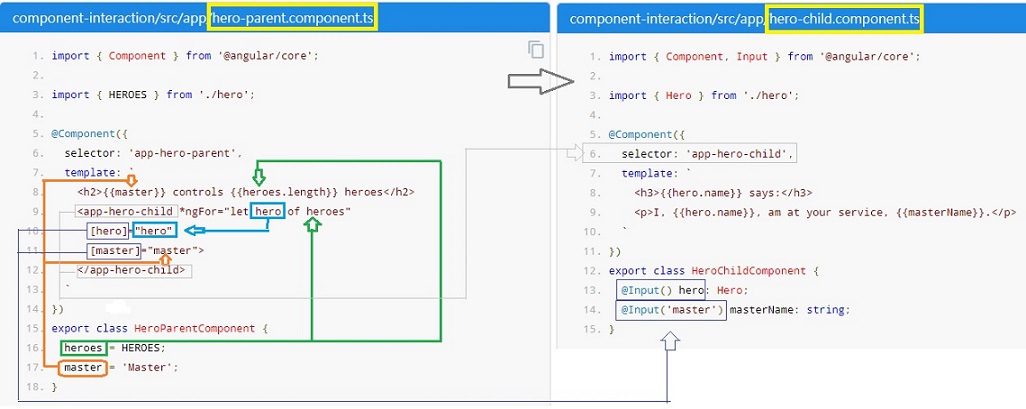 component-interaction/src/app/hero-parent.component.ts
1. import { Component } from '@angular/core';
2.
3. import { HEROES } from './hero';
4.
5. @Component({
6. selector: 'app-hero-parent',
7. template: `
8. <h2>{{master}} controls {{heroes.length}} heroes</h2>
9. <app-hero-child *ngFor="let hero of heroes"
10. [hero]="hero"
11. [master]="master">
12. </app-hero-child>
13. `
14. })
15. export class HeroParentComponent {
16. heroes = HEROES;
17. master = 'Master';
18. }
component-interaction/src/app/hero-child.component.ts
1. import { Component, Input } from '@angular/core';
2.
3. import { Hero } from './hero';
4.
5. @Component({
6. selector: 'app-hero-child',
7. template: `
8. <h3>{{hero.name}} says:</h3>
9. <p>I, {{hero.name}}, am at your service, {{masterName}}.</p>
10. `
11. })
12. export class HeroChildComponent {
13. @Input() hero: Hero;
14. @Input('master') masterName: string;
15. }